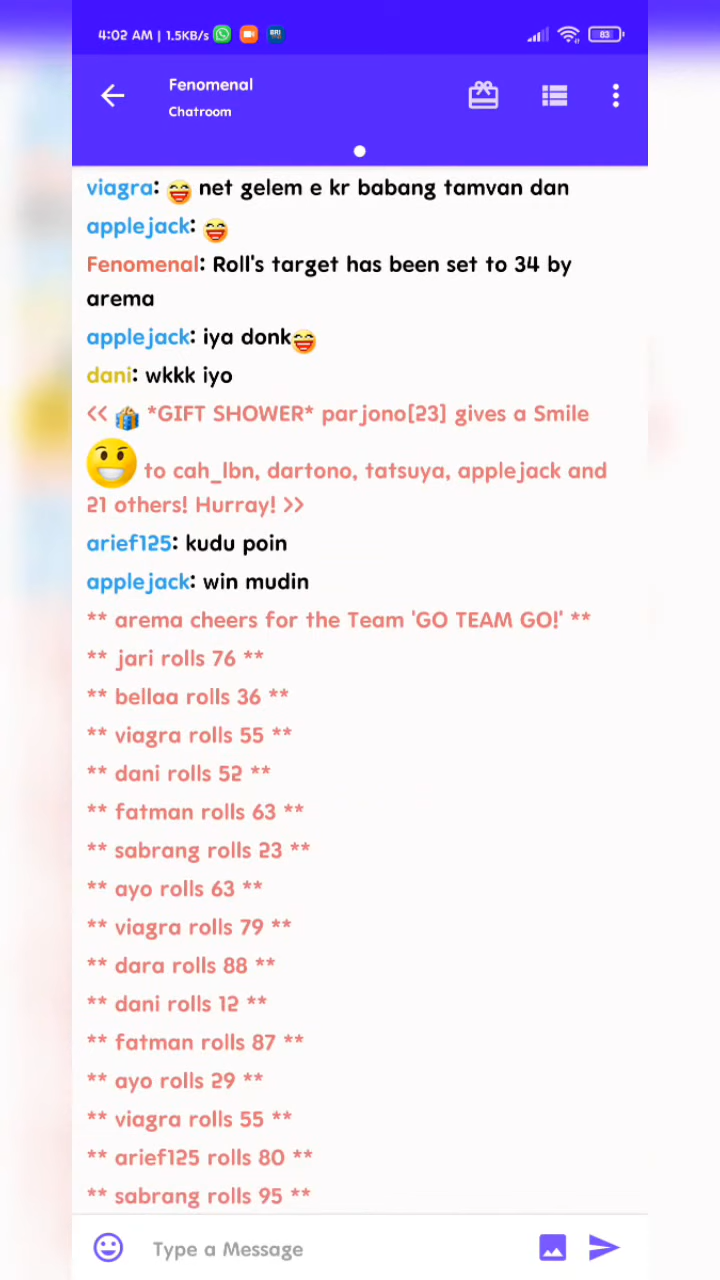 4:02 AM | 1.5KB/s
BRI
83
Fenomenal
Chatroom
viagra: net gelem e kr babang tamvan dan
applejack:
Fenomenal: Roll's target has been set to 34 by
arema
applejack: iya donk
dani: wkkk iyo
<< *GIFT SHOWER* parjono[23] gives a Smile
to cah_lbn, dartono, tatsuya, applejack and
21 others! Hurray! >>
arief125: kudu poin
applejack: win mudin
** arema cheers for the Team 'GO TEAM GO!' **
** jari rolls 76 **
** bellaa rolls 36 **
** viagra rolls 55 **
** dani rolls 52 **
** fatman rolls 63 **
** sabrang rolls 23 **
** ayo rolls 63 **
** viagra rolls 79 **
** dara rolls 88 **
** dani rolls 12 **
** fatman rolls 87 **
** ayo rolls 29 **
** viagra rolls 55 **
** arief125 rolls 80 **
** sabrang rolls 95 **
Type a Message